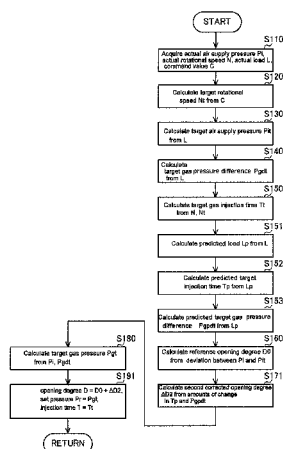 START
S110
Acquire actual air supply pressure Pi,
actual rotational speed N, actual load L,
command value C
S120
Calculate target rotational
speed Nt from C
S130
Calculate target air supply pressure Pit
from L
S140
Calculate
target gas pressure difference Pgdt
from L
S150
Calculate target gas injection time Tt
from N, Nt
S151
Calculate predicted load Lp from L
S152
Calculate predicted target
injection time Tp from Lp
S153
Calculate predicted target gas pressure
difference Pgpdt from Lp
S160
Calculate reference opening degree D0
from deviation between Pi and Pit
S171
Calculate second corrected opening degree
ΔD2 from amounts of change
in Tp and Pgpdt
S180
Calculate target gas pressure Pgt
from Pi, Pgdt
S191
opening degree D = D0 + ΔD2,
set pressure Pr = Pgt,
injection time T = Tt
RETURN